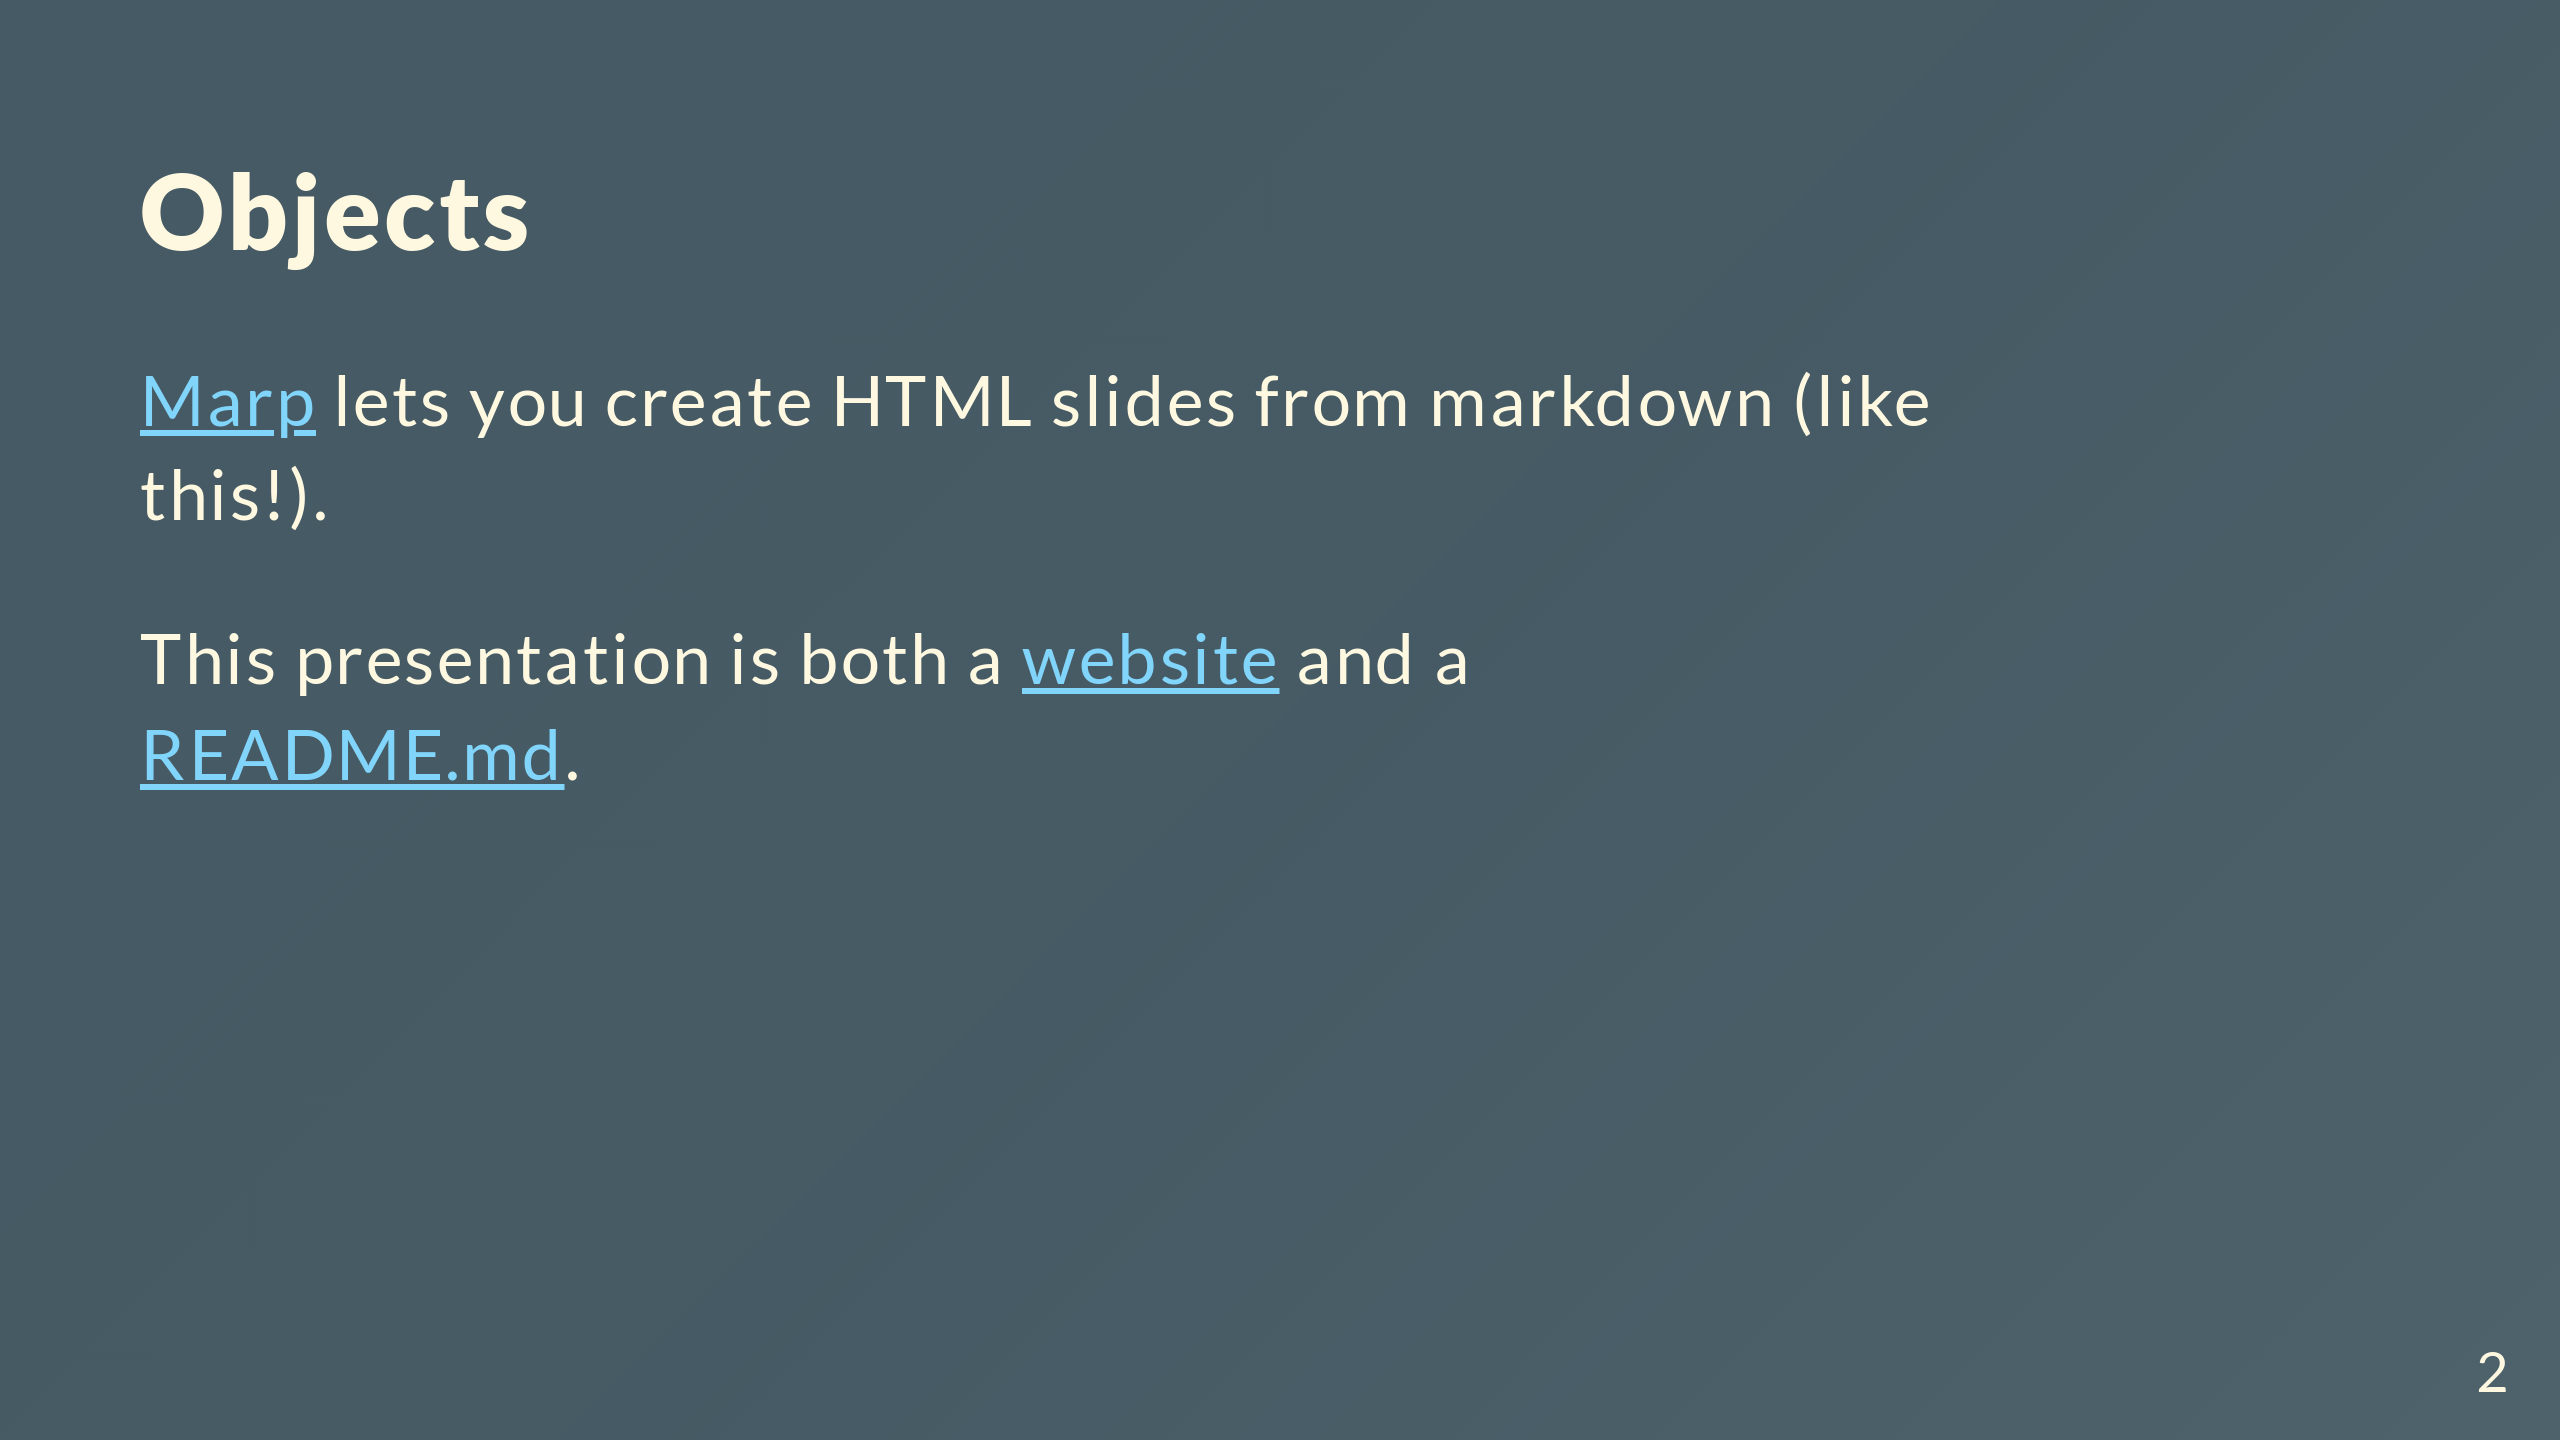 Objects
Marp lets you create HTML slides from markdown (like
this!).
This presentation is both a website and a
README.md.
2